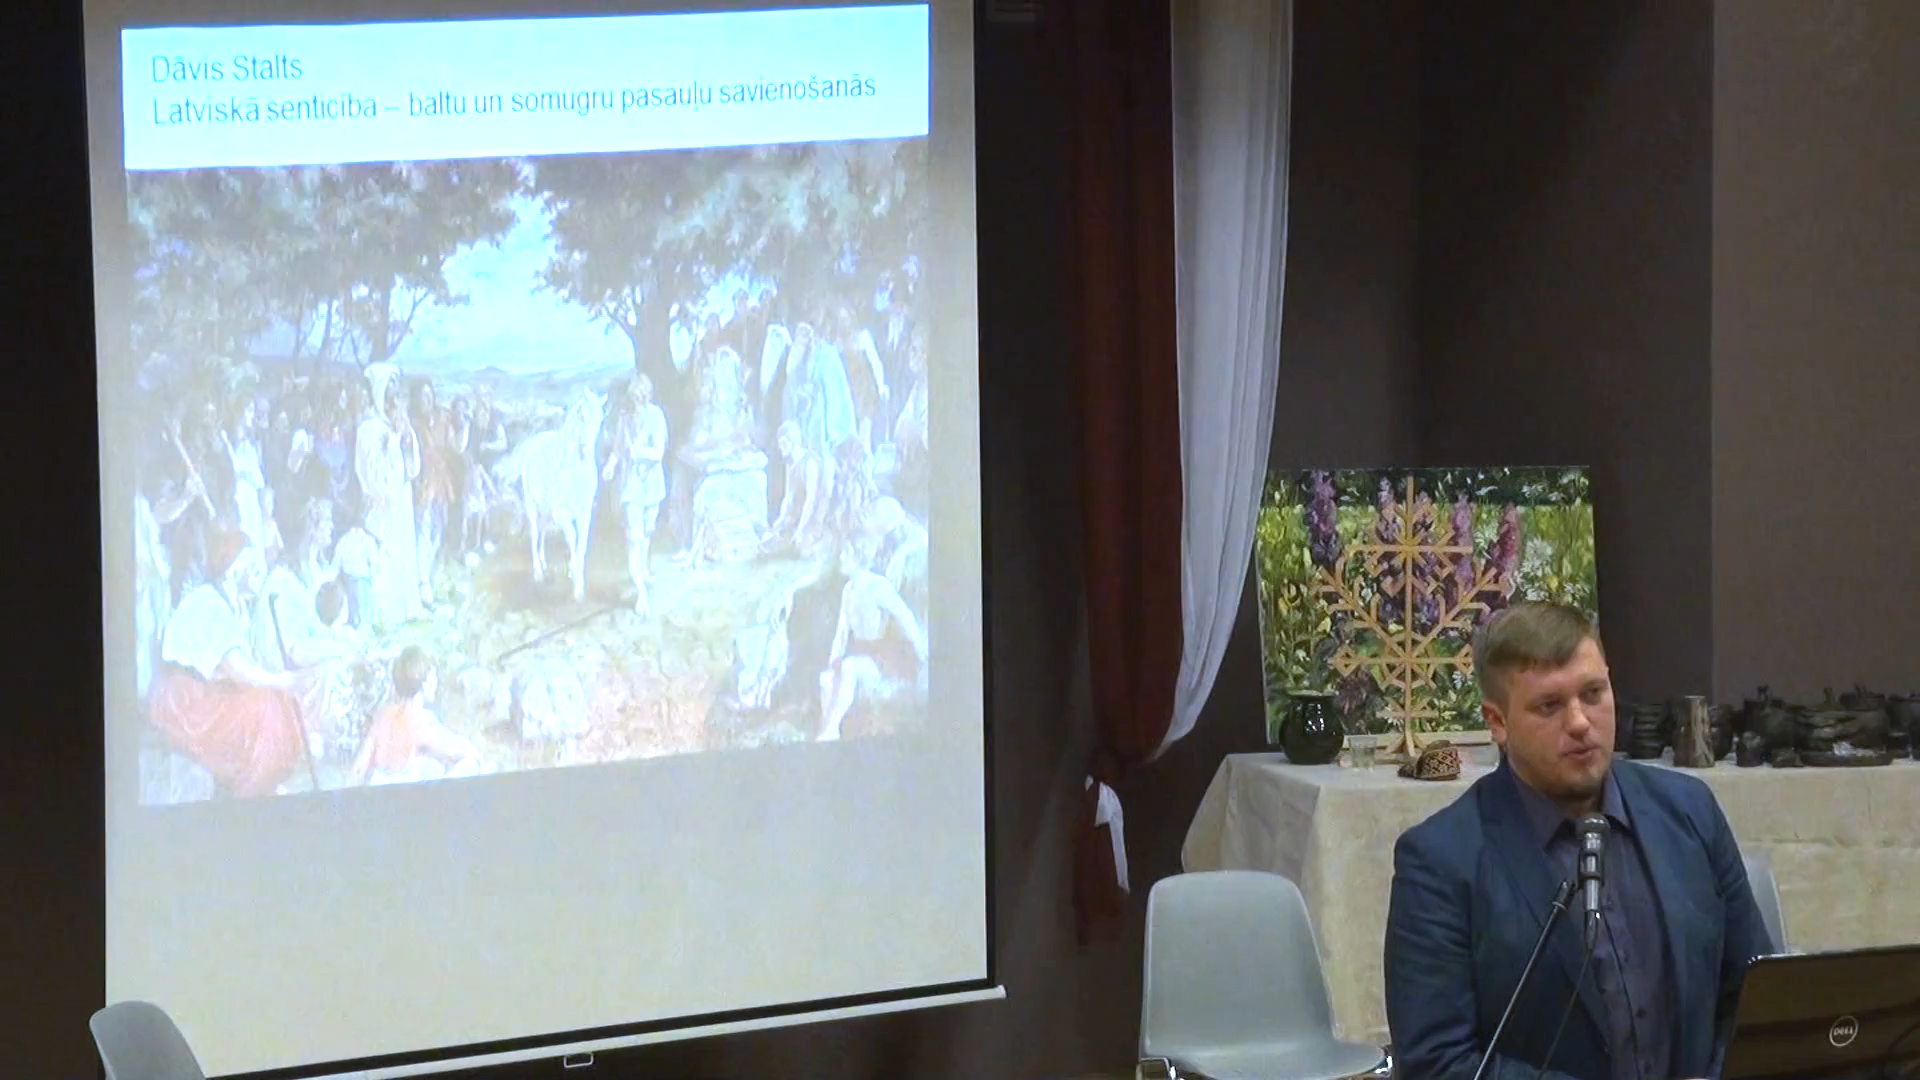 Dāvis Stalts
Latviskā senticība – baltu un somugru pasauļu savienošanās
DELL